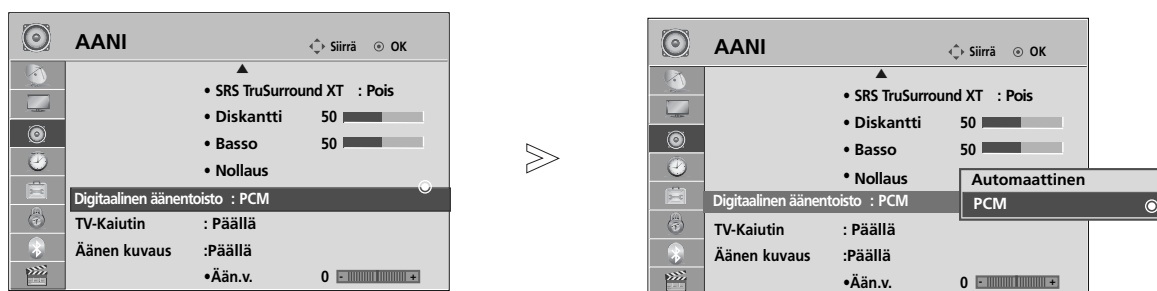 AANI Siirrä OK
• SRS TruSurround XT : Pois
• Diskantti 50
• Basso 50
• Nollaus
Digitaalinen äänentoisto : PCM
TV-Kaiutin : Päällä
Äänen kuvaus :Päällä
•Ään.v. 0 - +
AANI Siirrä OK
• SRS TruSurround XT : Pois
• Diskantti 50
• Basso 50
• Nollaus
Digitaalinen äänentoisto : PCM
Automaattinen
PCM
TV-Kaiutin : Päällä
Äänen kuvaus :Päällä
•Ään.v. 0 - +